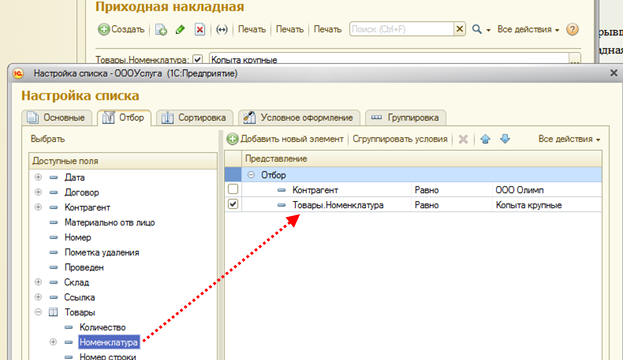 Приходная накладная
Создать Печать Печать Печать Поиск (Ctrl+F) Все действия
Товары.Номенклатура: Копыта крупные
Настройка списка - ОООУслуга (1С:Предприятие)
Настройка списка
Основные Отбор Сортировка Условное оформление Группировка
Выбрать Добавить новый элемент Сгруппировать условия Все действия
Доступные поля Представление
Дата Отбор
Договор Контрагент Равно ООО Олимп
Контрагент Товары.Номенклатура Равно Копыта крупные
Материально отв лицо
Номер
Пометка удаления
Проведен
Склад
Ссылка
Товары
Количество
Номенклатура
Номер строки